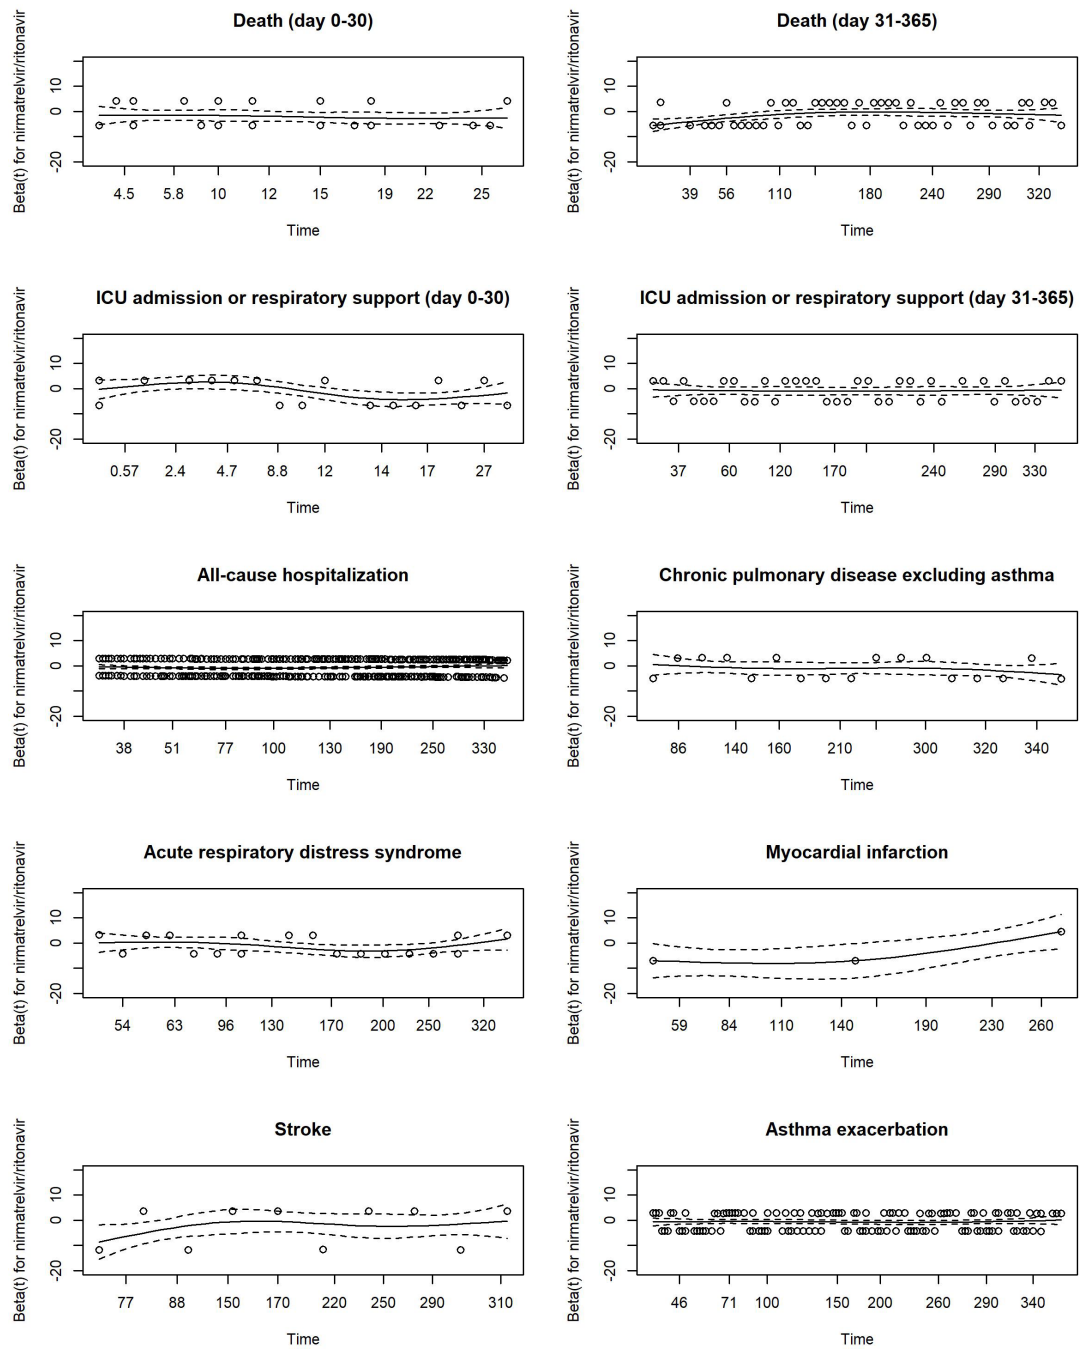 Death (day 0-30)
Beta(t) for nirmatrelvir/ritonavir
10
0
-20
4.5 5.8 10 12 15 19 22 25
Time
Death (day 31-365)
Beta(t) for nirmatrelvir/ritonavir
10
0
-20
39 56 110 180 240 290 320
Time
ICU admission or respiratory support (day 0-30)
Beta(t) for nirmatrelvir/ritonavir
10
0
-20
0.57 2.4 4.7 8.8 12 14 17 27
Time
ICU admission or respiratory support (day 31-365)
Beta(t) for nirmatrelvir/ritonavir
10
0
-20
37 60 120 170 240 290 330
Time
All-cause hospitalization
Beta(t) for nirmatrelvir/ritonavir
10
0
-20
38 51 77 100 130 190 250 330
Time
Chronic pulmonary disease excluding asthma
Beta(t) for nirmatrelvir/ritonavir
10
0
-20
86 140 160 210 300 320 340
Time
Acute respiratory distress syndrome
Beta(t) for nirmatrelvir/ritonavir
10
0
-20
54 63 96 130 170 200 250 320
Time
Myocardial infarction
Beta(t) for nirmatrelvir/ritonavir
10
0
-20
59 84 110 140 190 230 260
Time
Stroke
Beta(t) for nirmatrelvir/ritonavir
10
0
-20
77 88 150 170 220 250 290 310
Time
Asthma exacerbation
Beta(t) for nirmatrelvir/ritonavir
10
0
-20
46 71 100 150 200 260 290 340
Time